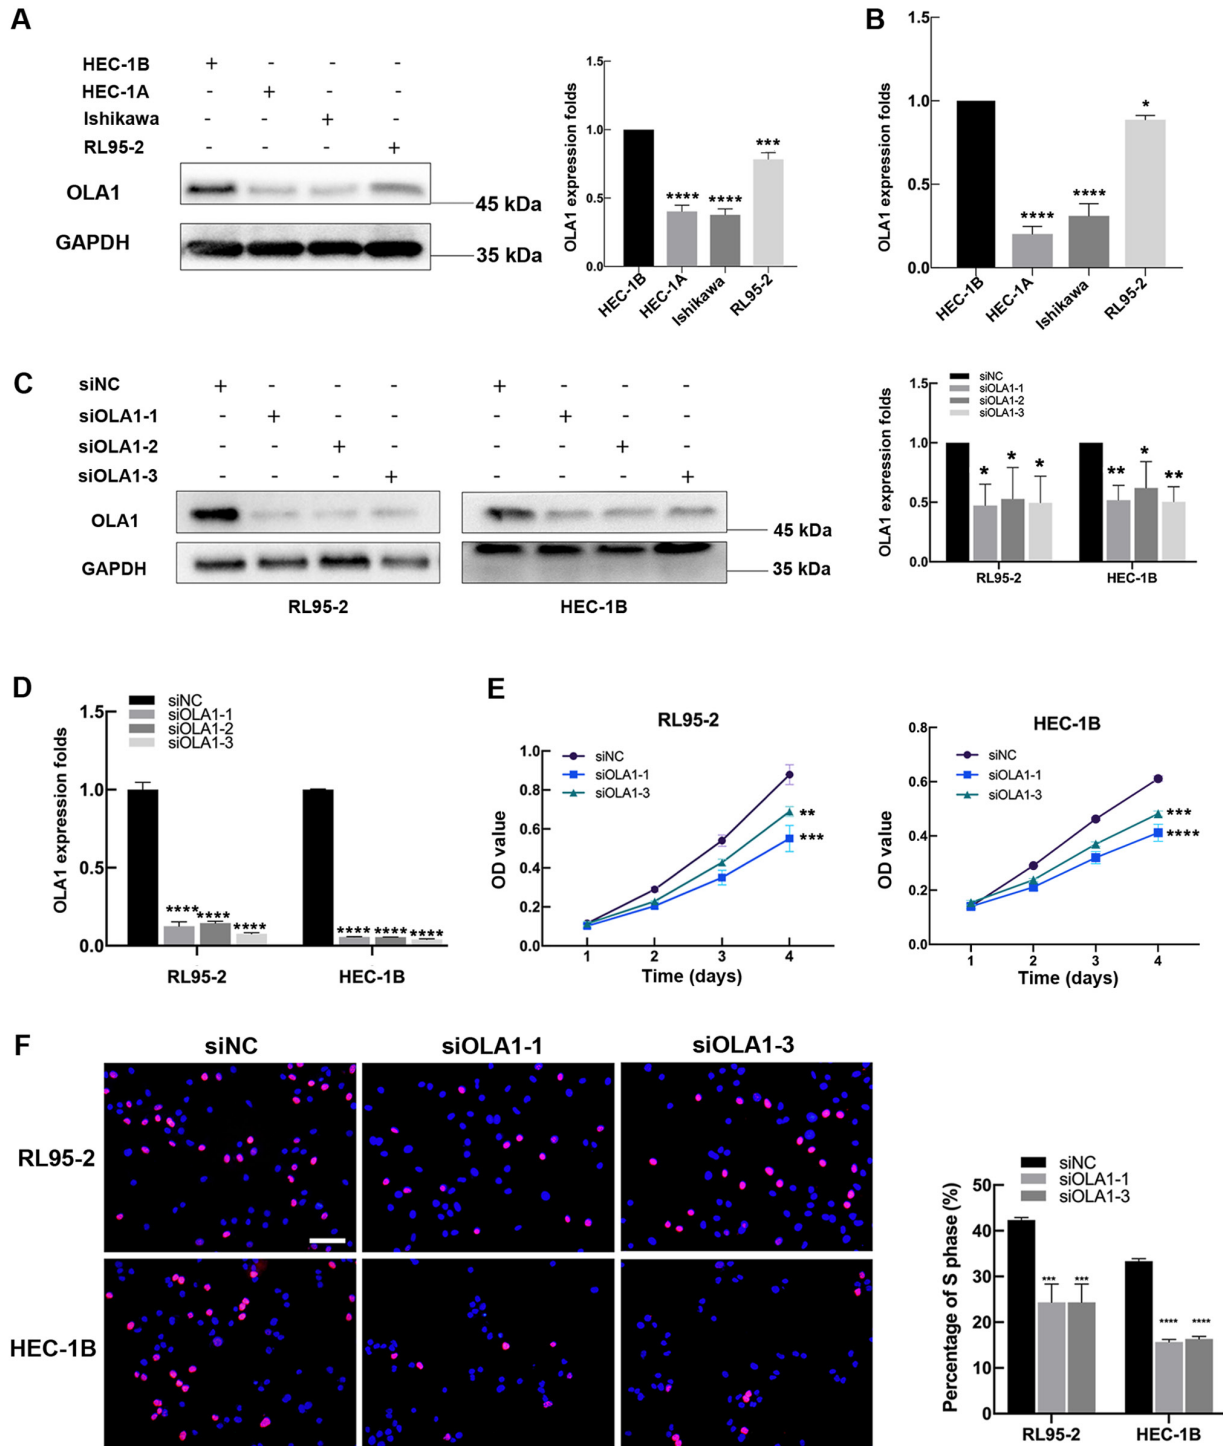 A
HEC-1B + - - -
HEC-1A - + - -
Ishikawa - - + -
RL95-2 - - - +
OLA1
45 kDa
GAPDH
35 kDa
OLA1 expression folds
1.5
1.0
0.5
0.0
*** **** ****
HEC-1B HEC-1A Ishikawa RL95-2
B
OLA1 expression folds
1.5
1.0
0.5
0.0
**** **** *
HEC-1B HEC-1A Ishikawa RL95-2
C
siNC + - - - + - - -
siOLA1-1 - + - - - + - -
siOLA1-2 - - + - - - + -
siOLA1-3 - - - + - - - +
OLA1
45 kDa
GAPDH
35 kDa
RL95-2 HEC-1B
siNC
siOLA1-1
siOLA1-2
siOLA1-3
OLA1 expression folds
1.5
1.0
0.5
0.0
* * * ** * **
RL95-2 HEC-1B
D
siNC
siOLA1-1
siOLA1-2
siOLA1-3
OLA1 expression folds
1.5
1.0
0.5
0.0
**** **** **** **** **** ****
RL95-2 HEC-1B
E
RL95-2
siNC
siOLA1-1
siOLA1-3
OD value
1.0
0.8
0.6
0.4
0.2
0.0
**
***
1 2 3 4
Time (days)
HEC-1B
siNC
siOLA1-1
siOLA1-3
OD value
0.8
0.6
0.4
0.2
0.0
***
****
1 2 3 4
Time (days)
F
siNC siOLA1-1 siOLA1-3
RL95-2
HEC-1B
siNC
siOLA1-1
siOLA1-3
Percentage of S phase (%)
50
40
30
20
10
0
*** *** **** ****
RL95-2 HEC-1B